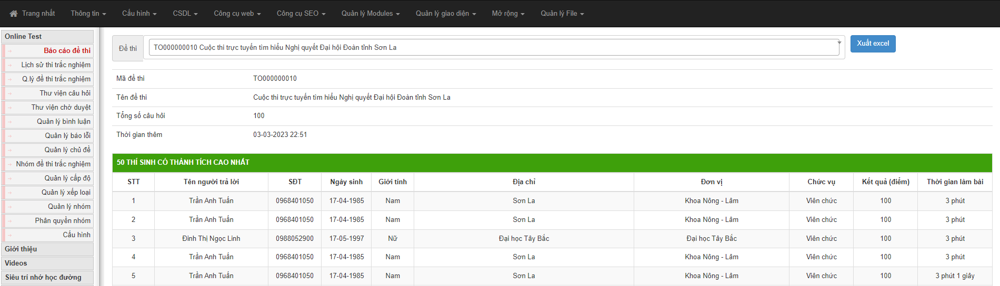 Trang nhất Thông tin Cấu hình CSDL Công cụ web Công cụ SEO Quản lý Modules Quản lý giao diện Mở rộng Quản lý File
Online Test
Báo cáo đề thi
Lịch sử thi trắc nghiệm
Q.lý đề thi trắc nghiệm
Thư viện câu hỏi
Thư viện chờ duyệt
Quản lý bình luận
Quản lý báo lỗi
Quản lý chủ đề
Nhóm đề thi trắc nghiệm
Quản lý cấp độ
Quản lý xếp loại
Quản lý nhóm
Phân quyền nhóm
Cấu hình
Giới thiệu
Videos
Siêu trí nhớ học đường
Đề thi TO000000010 Cuộc thi trực tuyến tìm hiểu Nghị quyết Đại hội Đoàn tỉnh Sơn La Xuất excel
Mã đề thi TO000000010
Tên đề thi Cuộc thi trực tuyến tìm hiểu Nghị quyết Đại hội Đoàn tỉnh Sơn La
Tổng số câu hỏi 100
Thời gian thêm 03-03-2023 22:51
50 THÍ SINH CÓ THÀNH TÍCH CAO NHẤT
STT Tên người trả lời SĐT Ngày sinh Giới tính Địa chỉ Đơn vị Chức vụ Kết quả (điểm) Thời gian làm bài
1 Trần Anh Tuấn 0968401050 17-04-1985 Nam Sơn La Khoa Nông - Lâm Viên chức 100 3 phút
2 Trần Anh Tuấn 0968401050 17-04-1985 Nam Sơn La Khoa Nông - Lâm Viên chức 100 3 phút
3 Đinh Thị Ngọc Linh 0988052900 17-05-1997 Nữ Đại học Tây Bắc Đại học Tây Bắc Viên chức 100 3 phút
4 Trần Anh Tuấn 0968401050 17-04-1985 Nam Sơn La Khoa Nông - Lâm Viên chức 100 3 phút
5 Trần Anh Tuấn 0968401050 17-04-1985 Nam Sơn La Khoa Nông - Lâm Viên chức 100 3 phút 1 giây